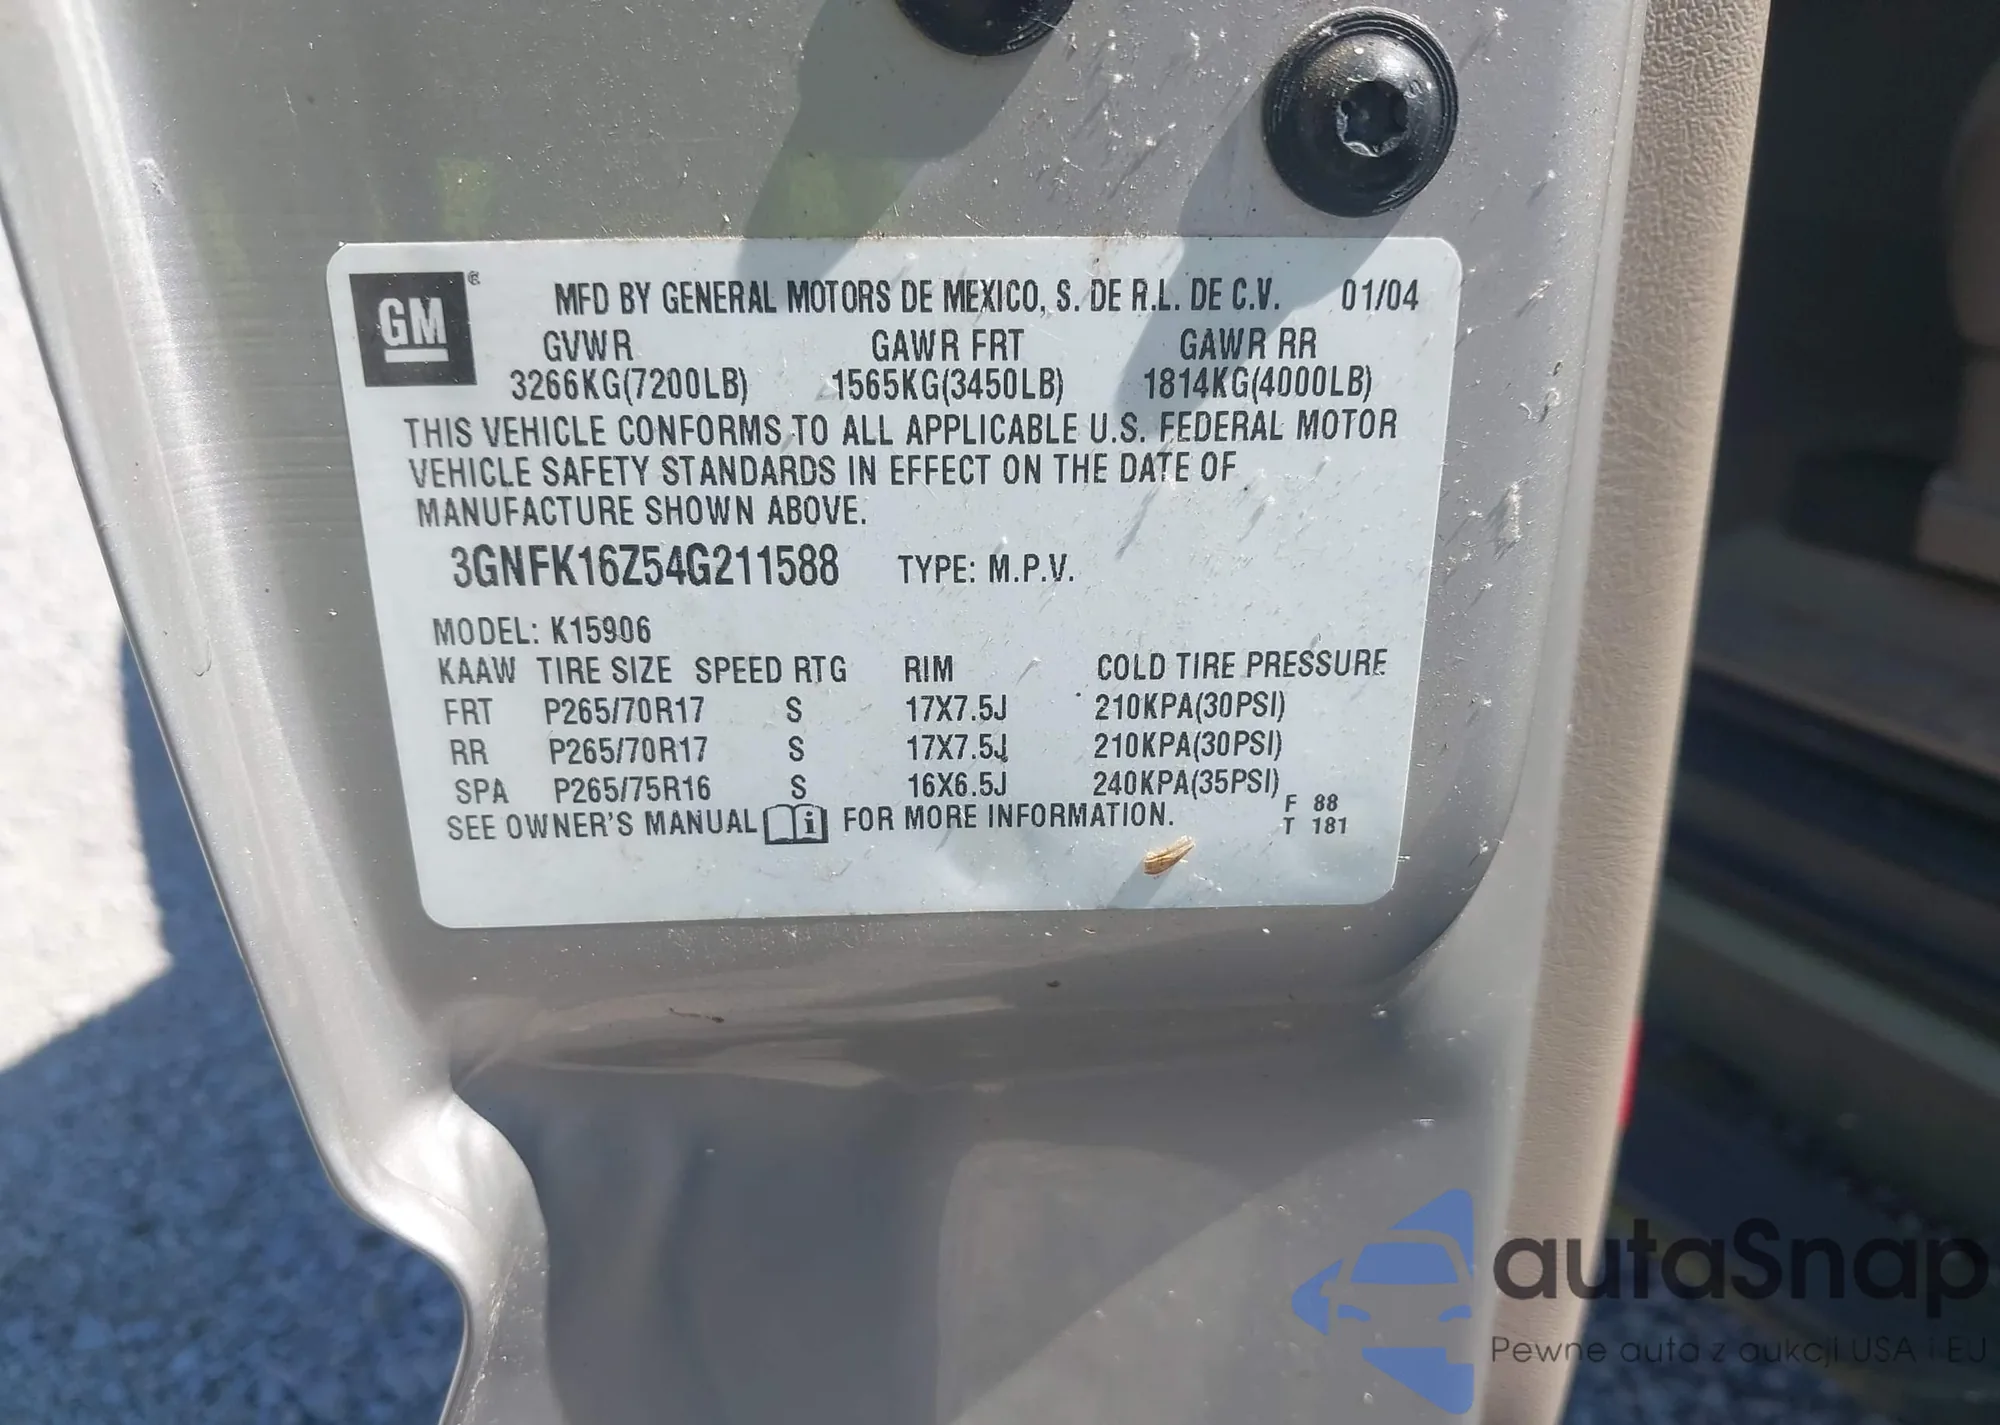 GM ® MFD BY GENERAL MOTORS DE MEXICO, S. DE R.L. DE C.V. 01/04
GVWR GAWR FRT GAWR RR
3266KG(7200LB) 1565KG(3450LB) 1814KG(4000LB)
THIS VEHICLE CONFORMS TO ALL APPLICABLE U.S. FEDERAL MOTOR
VEHICLE SAFETY STANDARDS IN EFFECT ON THE DATE OF
MANUFACTURE SHOWN ABOVE.
3GNFK16Z54G211588 TYPE: M.P.V.
MODEL: K15906
KAAW TIRE SIZE SPEED RTG RIM COLD TIRE PRESSURE
FRT P265/70R17 S 17X7.5J 210KPA(30PSI)
RR P265/70R17 S 17X7.5J 210KPA(30PSI)
SPA P265/75R16 S 16X6.5J 240KPA(35PSI)
SEE OWNER'S MANUAL i FOR MORE INFORMATION.
F 88
T 181
autaSnap
Pewne auta z aukcji USA i EU